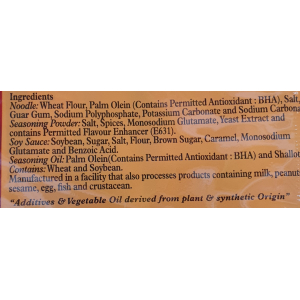 Ingredients
Noodle: Wheat Flour, Palm Olein (Contains Permitted Antioxidant : BHA), Salt,
Guar Gum, Sodium Polyphosphate, Potassium Carbonate and Sodium Carbona
Seasoning Powder: Salt, Spices, Monosodium Glutamate, Yeast Extract and
contains Permitted Flavour Enhancer (E631).
Soy Sauce: Soybean, Sugar, Salt, Flour, Brown Sugar, Caramel, Monosodium
Glutamate and Benzoic Acid.
Seasoning Oil: Palm Olein(Contains Permitted Antioxidant : BHA) and Shallo
Contains: Wheat and Soybean.
Manufactured in a facility that also processes products containing milk, peanut
sesame, egg, fish and crustacean.
"Additives & Vegetable Oil derived from plant & synthetic Origin"